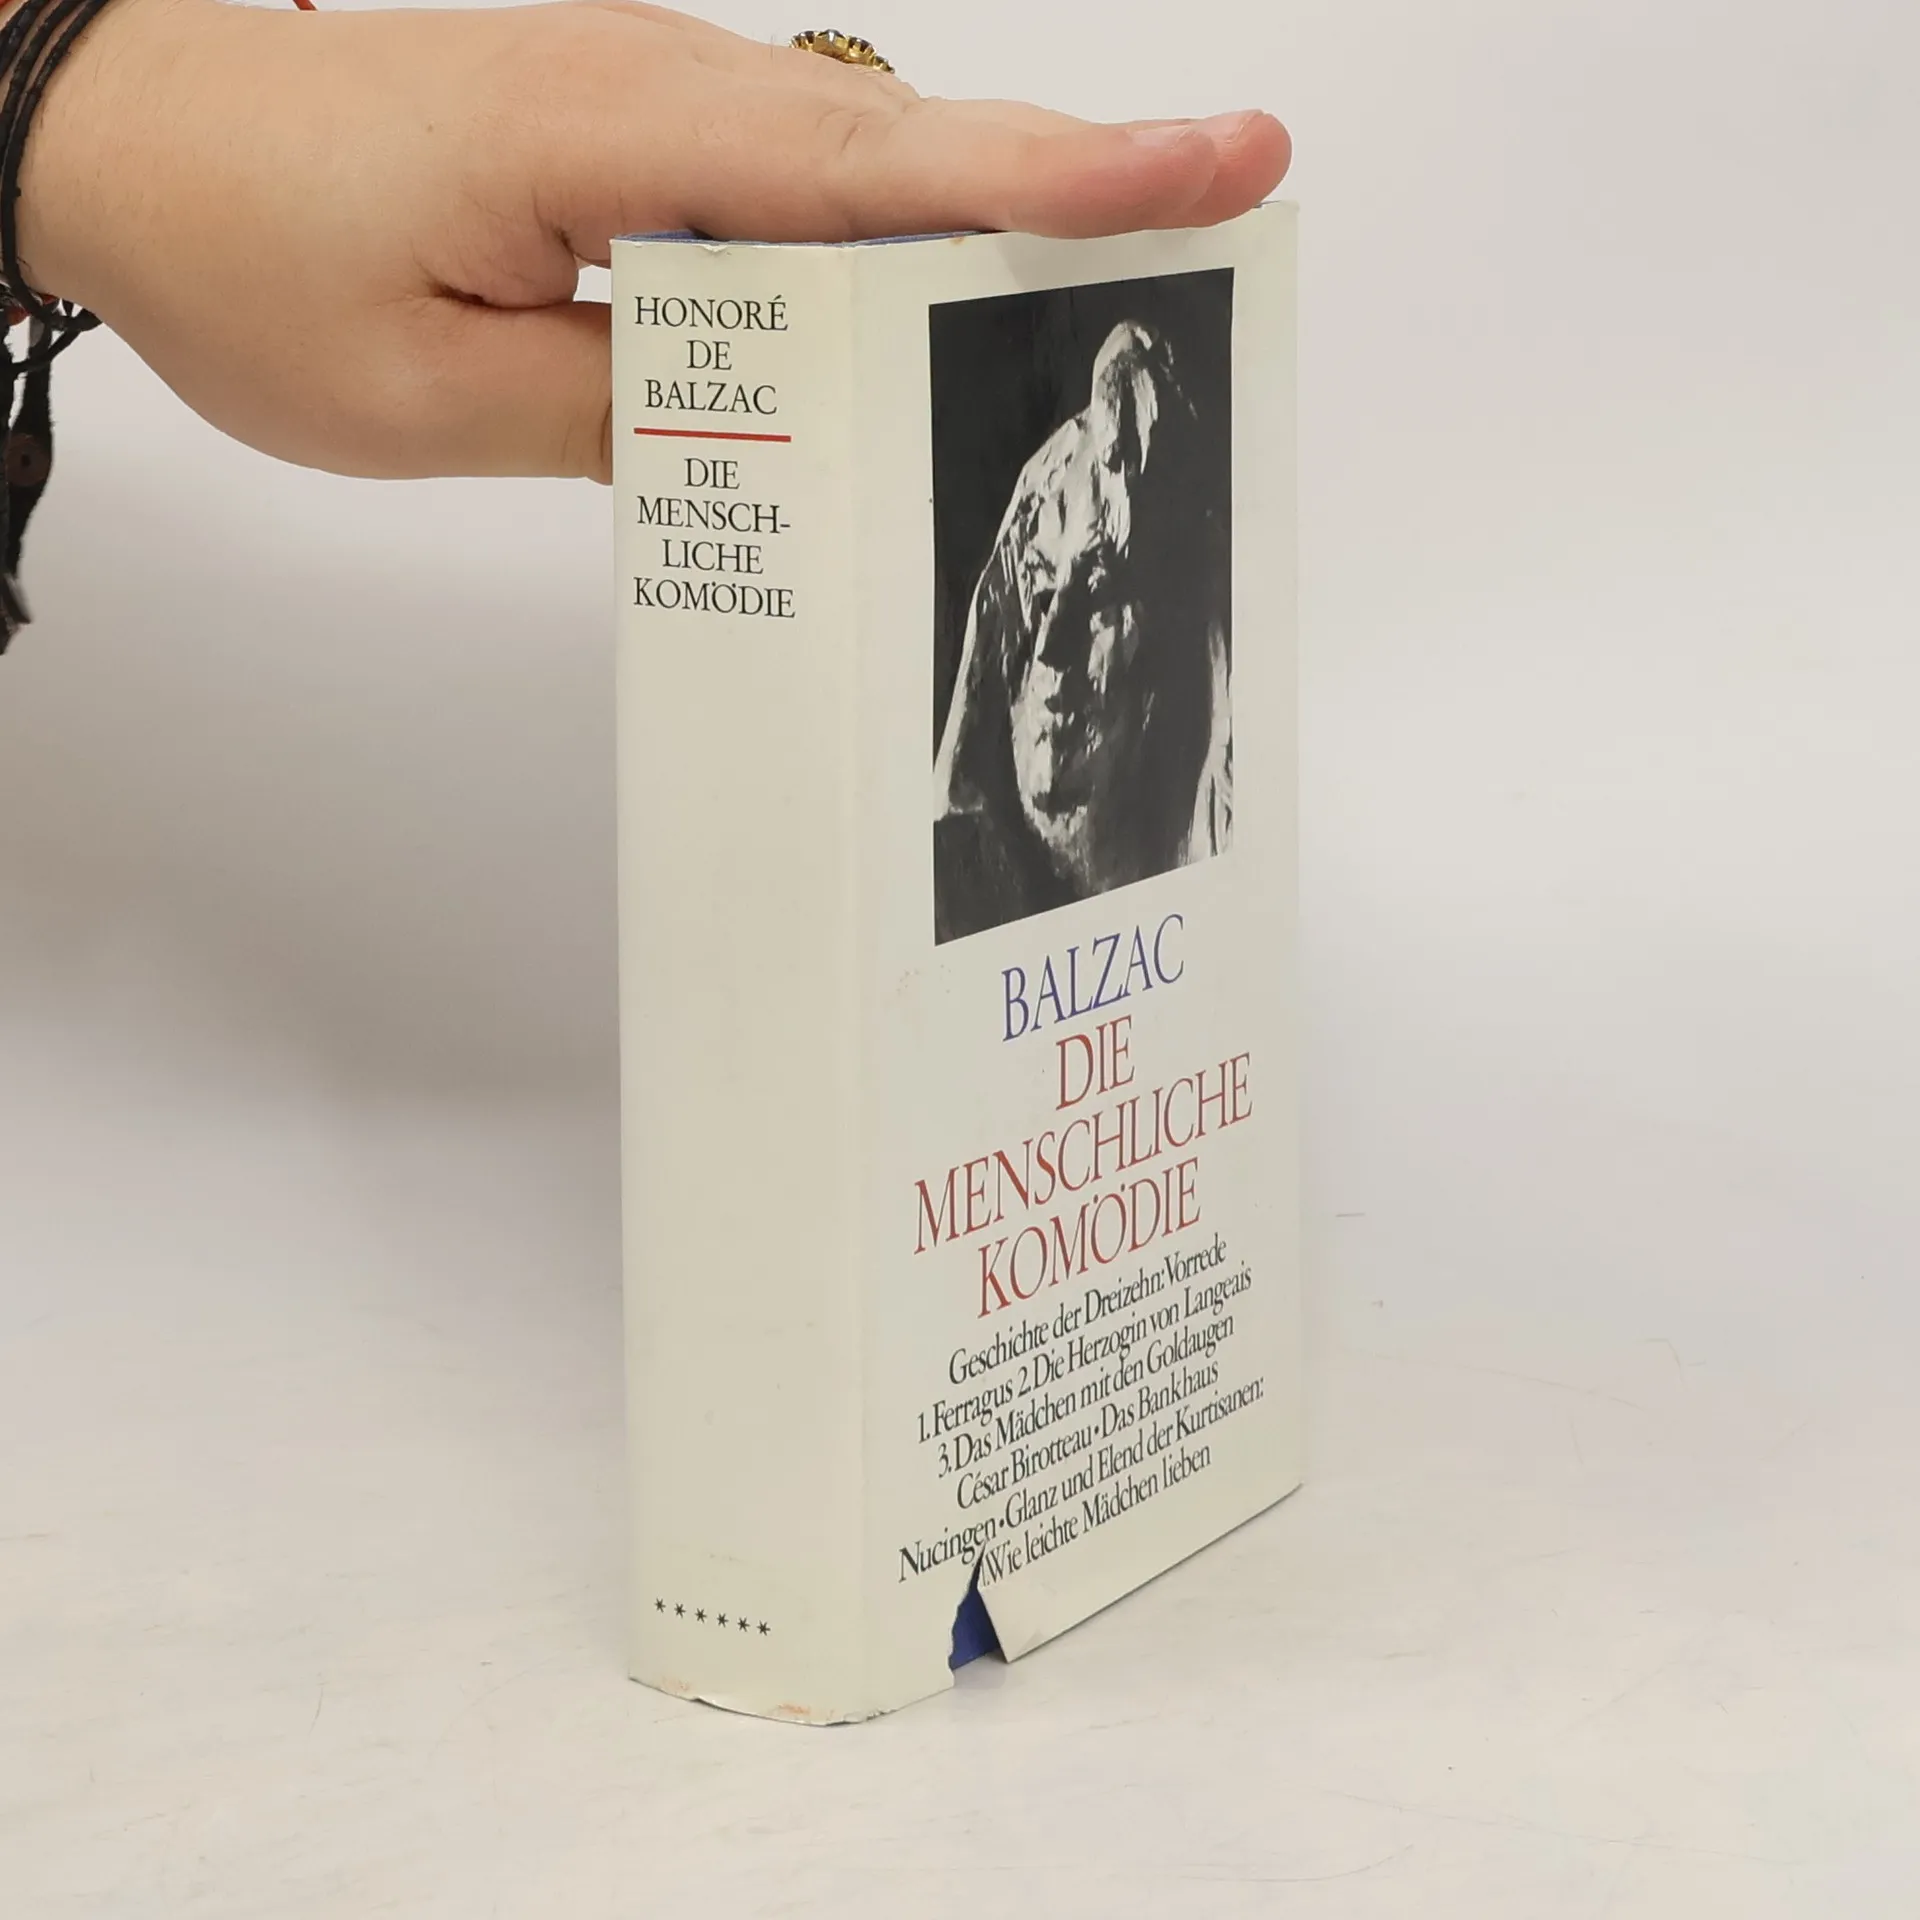 HONORÉ
DE
BALZAC
DIE
MENSCH-
LICHE
KOMÖDIE
******
BALZAC
DIE
MENSCHLICHE
KOMÖDIE
Geschichte der Dreizehn: Vorrede
1. Ferragus 2. Die Herzogin von Langeais
3. Das Mädchen mit den Goldaugen
César Birotteau • Das Bankhaus
Nucingen • Glanz und Elend der Kurtisanen:
1. Wie leichte Mädchen lieben